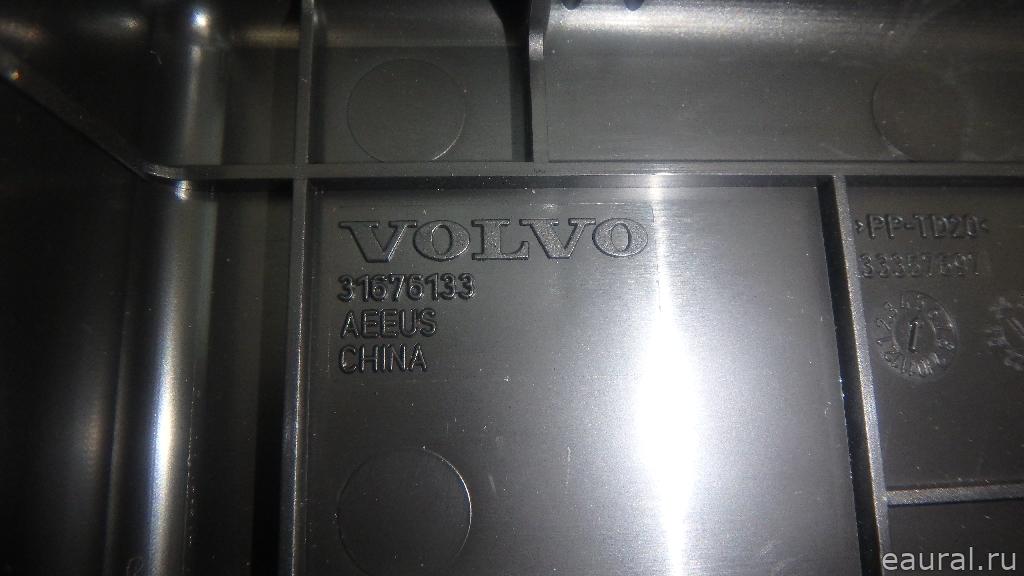 VOLVO
31676133
AEEUS
CHINA
>PP-TD20<
eaural.ru